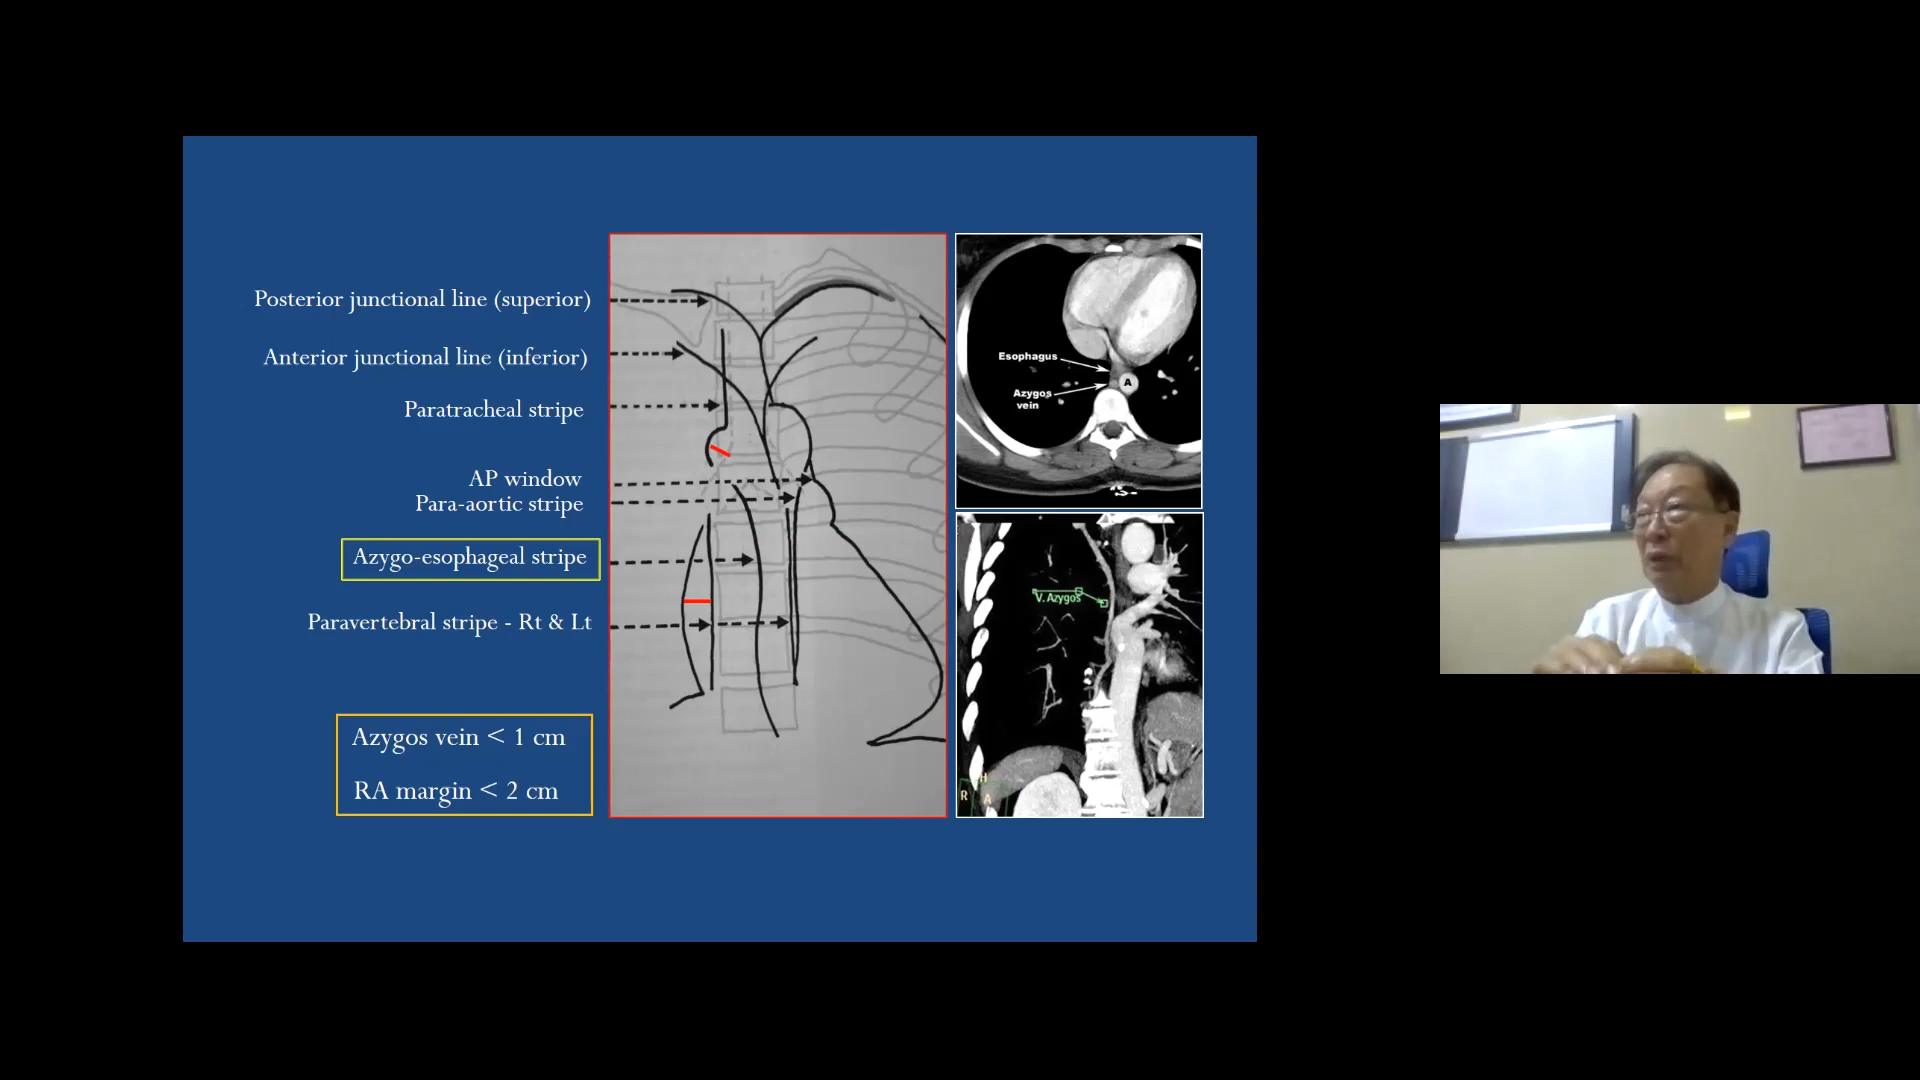 Posterior junctional line (superior)
Anterior junctional line (inferior)
Paratracheal stripe
AP window
Para-aortic stripe
Azygo-esophageal stripe
Paravertebral stripe - Rt & Lt
Azygos vein < 1 cm
RA margin < 2 cm
Esophagus
A
Azygos
vein
V. Azygos
H
R
A